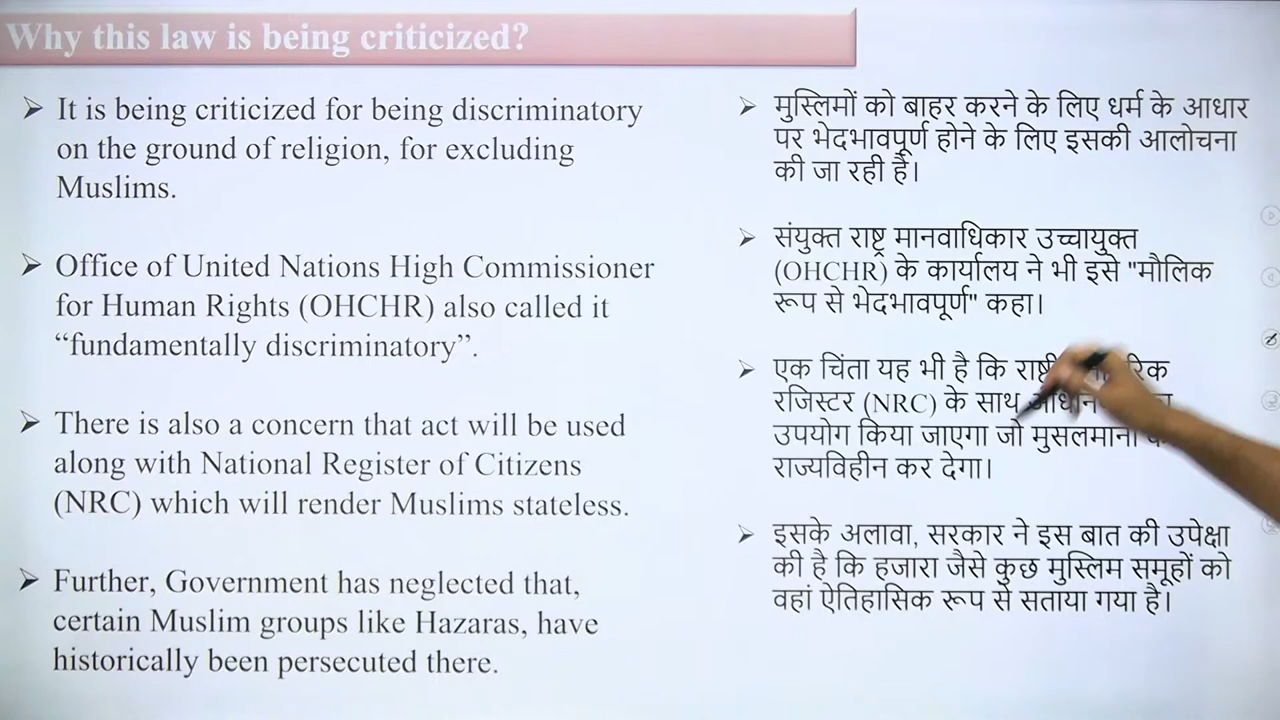 Why this law is being criticized?
➢ It is being criticized for being discriminatory
on the ground of religion, for excluding
Muslims.
➢ Office of United Nations High Commissioner
for Human Rights (OHCHR) also called it
“fundamentally discriminatory”.
➢ There is also a concern that act will be used
along with National Register of Citizens
(NRC) which will render Muslims stateless.
➢ Further, Government has neglected that,
certain Muslim groups like Hazaras, have
historically been persecuted there.
➢ मुस्लिमों को बाहर करने के लिए धर्म के आधार
पर भेदभावपूर्ण होने के लिए इसकी आलोचना
की जा रही है।
➢ संयुक्त राष्ट्र मानवाधिकार उच्चायुक्त
(OHCHR) के कार्यालय ने भी इसे "मौलिक
रूप से भेदभावपूर्ण" कहा।
➢ एक चिंता यह भी है कि
रजिस्टर (NRC) के साथ
उपयोग किया जाएगा जो मुसलमानों
राज्यविहीन कर देगा।
➢ इसके अलावा, सरकार ने इस बात की उपेक्षा
की है कि हजारा जैसे कुछ मुस्लिम समूहों को
वहां ऐतिहासिक रूप से सताया गया है।